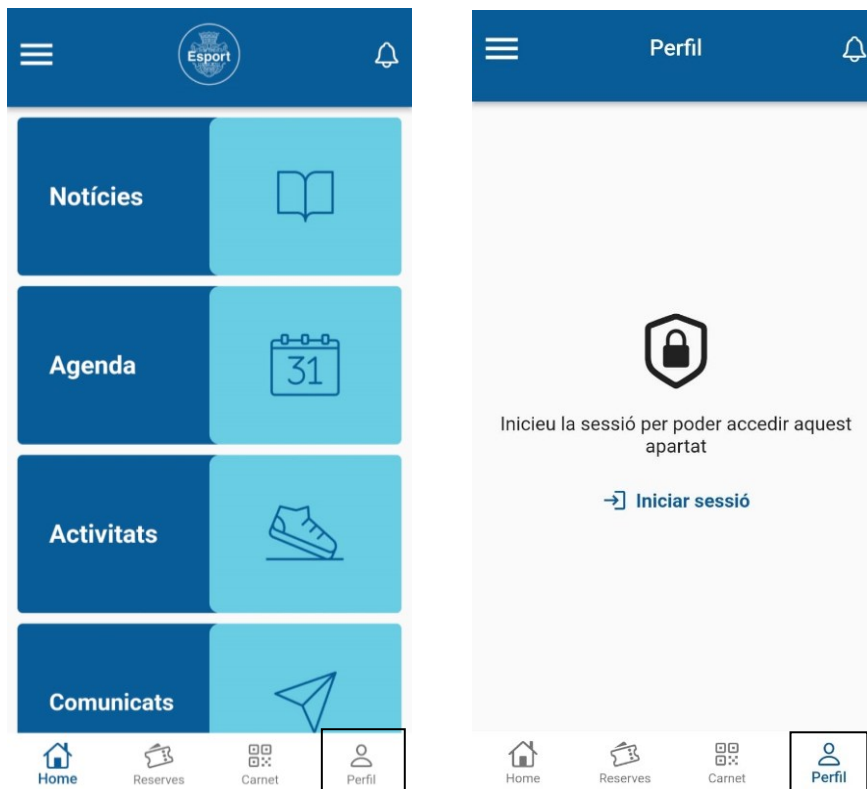 Esport
Notícies
Agenda
31
Activitats
Comunicats
Home
Reserves
Carnet
Perfil
Perfil
Inicieu la sessió per poder accedir aquest
apartat
Iniciar sessió
Home
Reserves
Carnet
Perfil